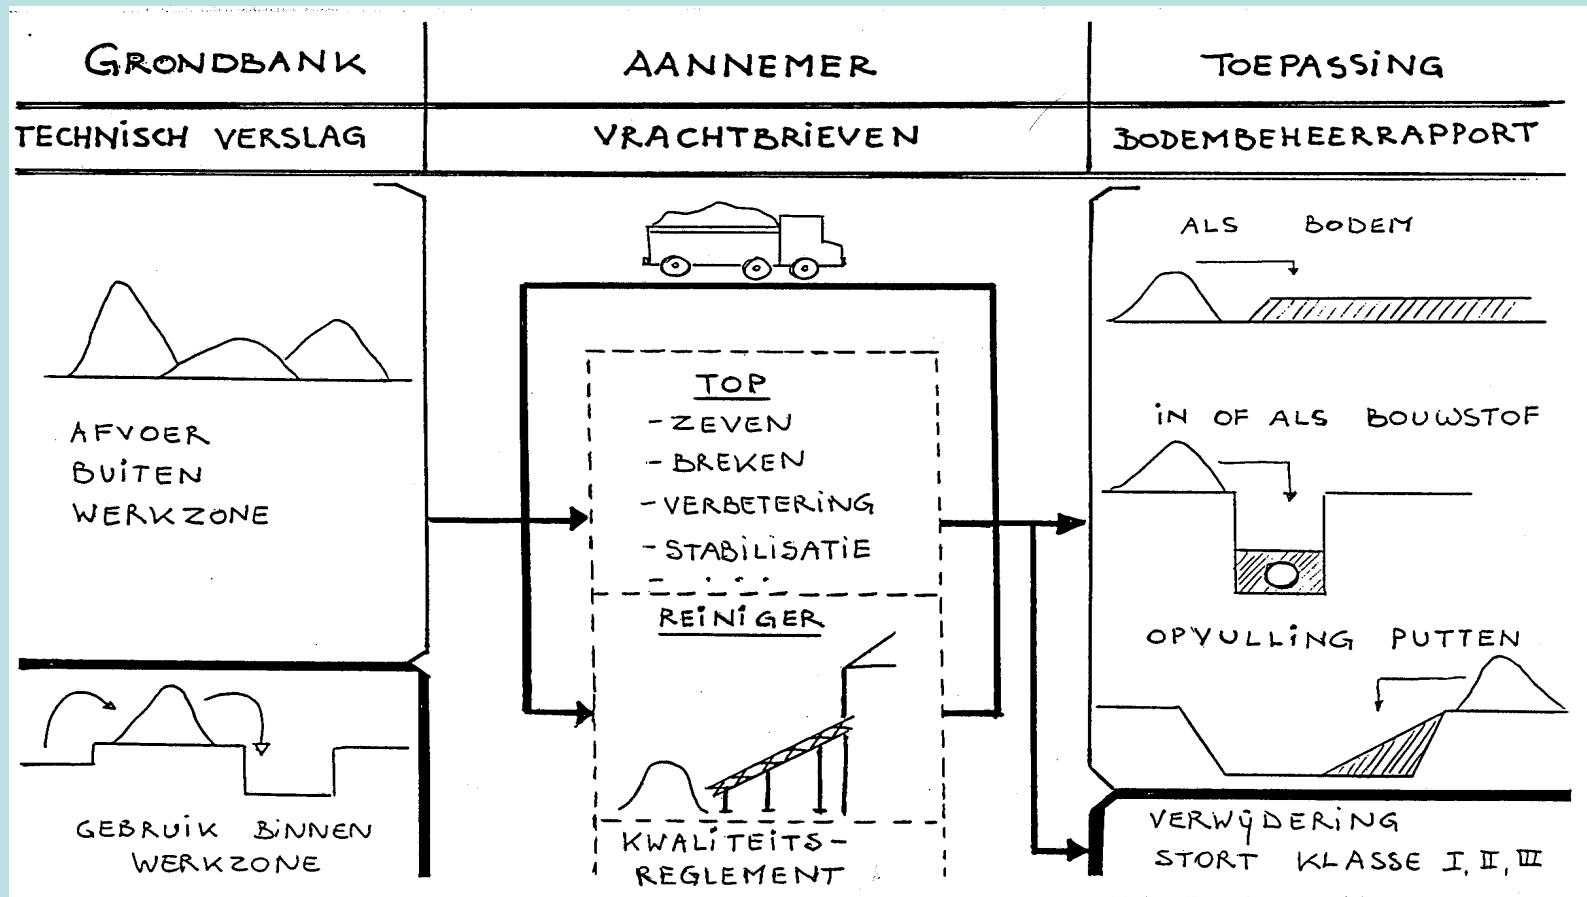 GRONDBANK
AANNEMER
TOEPASSING
TECHNISCH VERSLAG
VRACHTBRIEVEN
BODEMBEHEERRAPPORT
AFVOER
BUITEN
WERKZONE
GEBRUIK BINNEN
WERKZONE
TOP
- ZEVEN
- BREKEN
- VERBETERING
- STABILISATIE
- . . . .
REINIGER
KWALITEITS-
REGLEMENT
ALS BODEM
IN OF ALS BOUWSTOF
OPVULLING PUTTEN
VERWIJDERING
STORT KLASSE I, II, III